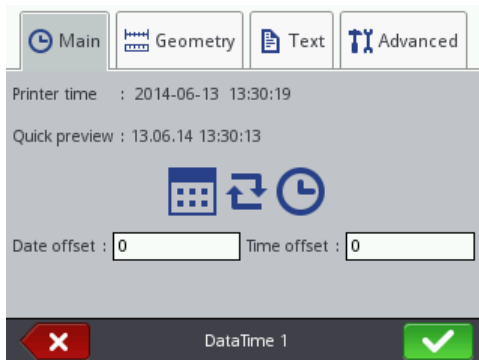 Main Geometry Text Advanced
Printer time : 2014-06-13 13:30:19
Quick preview : 13.06.14 13:30:13
Date offset : 0 Time offset : 0
DataTime 1